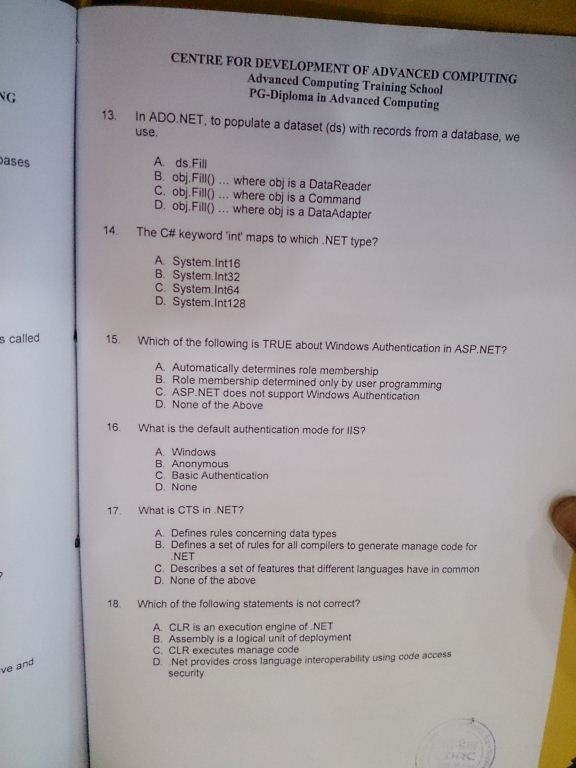 CENTRE FOR DEVELOPMENT OF ADVANCED COMPUTING
Advanced Computing Training School
PG-Diploma in Advanced Computing
NG
13. In ADO.NET, to populate a dataset (ds) with records from a database, we
use.
A. ds.Fill
B. obj.Fill() ... where obj is a DataReader
C. obj.Fill() ... where obj is a Command
D. obj.Fill() ... where obj is a DataAdapter
14. The C# keyword 'int' maps to which .NET type?
A. System.Int16
B. System.Int32
C. System.Int64
D. System.Int128
s called
15. Which of the following is TRUE about Windows Authentication in ASP.NET?
A. Automatically determines role membership
B. Role membership determined only by user programming
C. ASP.NET does not support Windows Authentication
D. None of the Above
16. What is the default authentication mode for IIS?
A. Windows
B. Anonymous
C. Basic Authentication
D. None
17. What is CTS in .NET?
A. Defines rules concerning data types
B. Defines a set of rules for all compilers to generate manage code for
.NET
C. Describes a set of features that different languages have in common
D. None of the above
?
18. Which of the following statements is not correct?
A. CLR is an execution engine of .NET
B. Assembly is a logical unit of deployment
C. CLR executes manage code
D. .Net provides cross language interoperability using code access
security
ve and